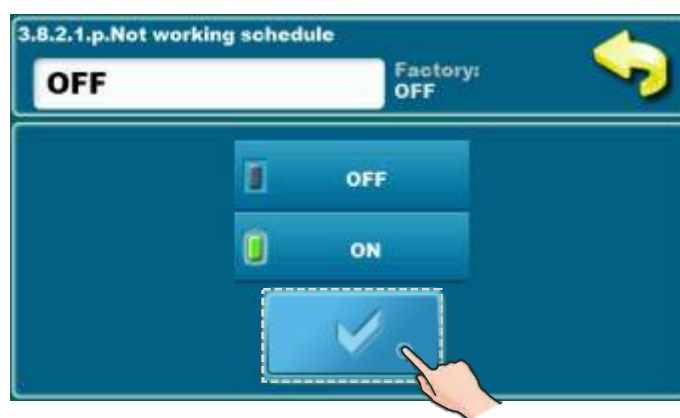 3.8.2.1.p.Not working schedule
OFF
Factory:
OFF
OFF
ON